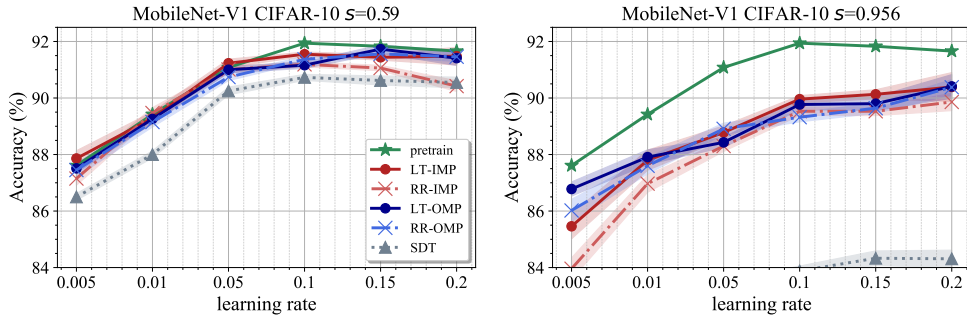 MobileNet-V1 CIFAR-10 s=0.59
Accuracy (%)
92
90
88
86
84
pretrain
LT-IMP
RR-IMP
LT-OMP
RR-OMP
SDT
0.005 0.01 0.05 0.1 0.15 0.2
learning rate
MobileNet-V1 CIFAR-10 s=0.956
Accuracy (%)
92
90
88
86
84
0.005 0.01 0.05 0.1 0.15 0.2
learning rate